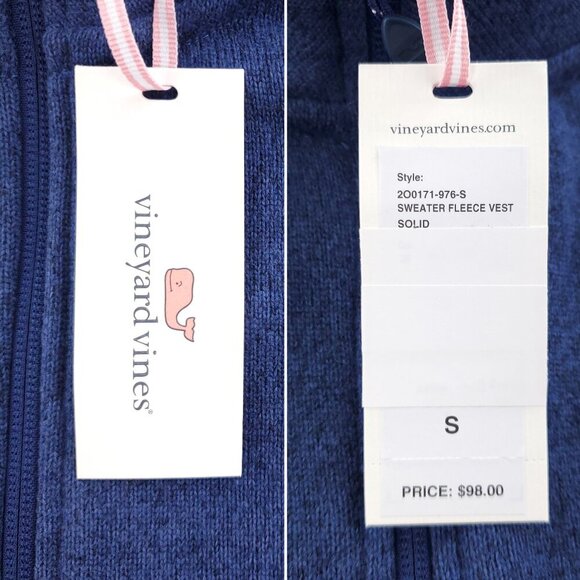 vineyard vines®
vineyardvines.com
Style:
2O0171-976-S
SWEATER FLEECE VEST
SOLID
S
PRICE: $98.00